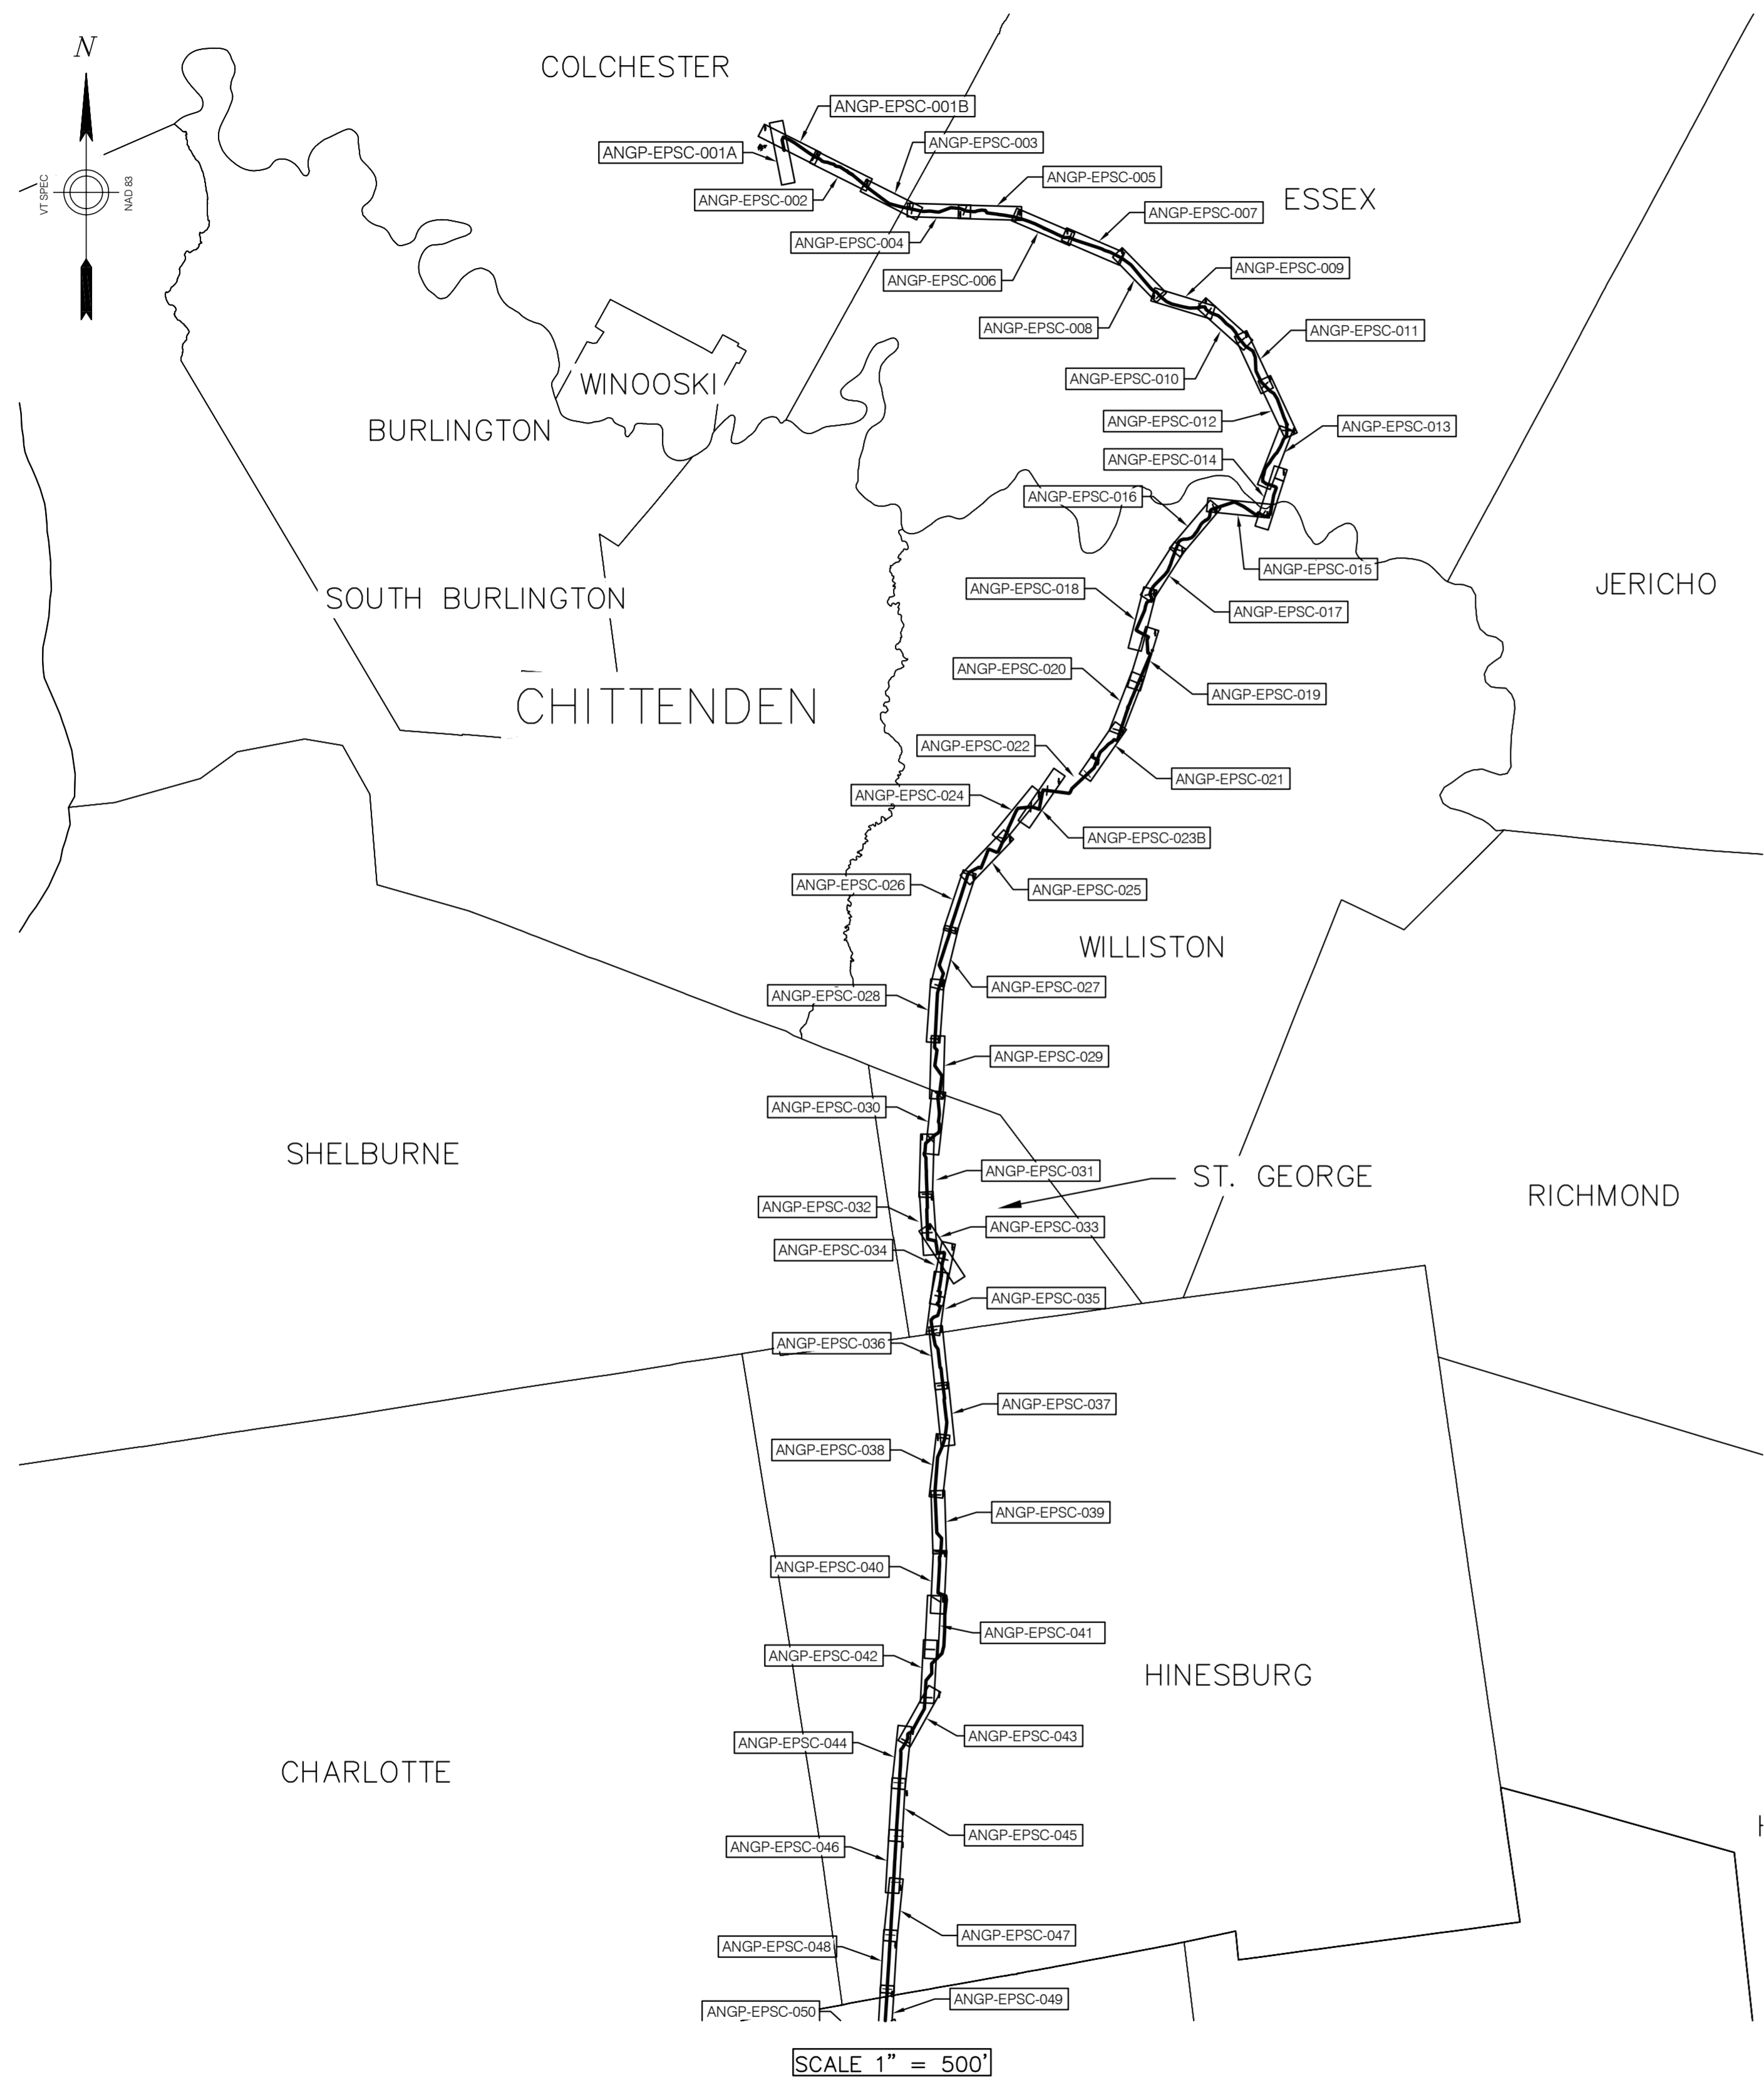 N
VT SPEC
NAD 83
COLCHESTER
ANGP-EPSC-001B
ANGP-EPSC-003
ANGP-EPSC-001A
ANGP-EPSC-005
ANGP-EPSC-002
ESSEX
ANGP-EPSC-007
ANGP-EPSC-004
ANGP-EPSC-009
ANGP-EPSC-006
ANGP-EPSC-008
ANGP-EPSC-011
ANGP-EPSC-010
WINOOSKI
BURLINGTON
ANGP-EPSC-012
ANGP-EPSC-013
ANGP-EPSC-014
ANGP-EPSC-016
ANGP-EPSC-015
JERICHO
ANGP-EPSC-018
SOUTH BURLINGTON
ANGP-EPSC-017
ANGP-EPSC-020
ANGP-EPSC-019
CHITTENDEN
ANGP-EPSC-022
ANGP-EPSC-021
ANGP-EPSC-024
ANGP-EPSC-023B
ANGP-EPSC-026
ANGP-EPSC-025
WILLISTON
ANGP-EPSC-027
ANGP-EPSC-028
ANGP-EPSC-029
ANGP-EPSC-030
SHELBURNE
ANGP-EPSC-031
ST. GEORGE
RICHMOND
ANGP-EPSC-032
ANGP-EPSC-033
ANGP-EPSC-034
ANGP-EPSC-035
ANGP-EPSC-036
ANGP-EPSC-037
ANGP-EPSC-038
ANGP-EPSC-039
ANGP-EPSC-040
ANGP-EPSC-041
ANGP-EPSC-042
HINESBURG
ANGP-EPSC-043
ANGP-EPSC-044
CHARLOTTE
ANGP-EPSC-045
ANGP-EPSC-046
ANGP-EPSC-047
ANGP-EPSC-048
ANGP-EPSC-049
ANGP-EPSC-050
SCALE 1" = 500'